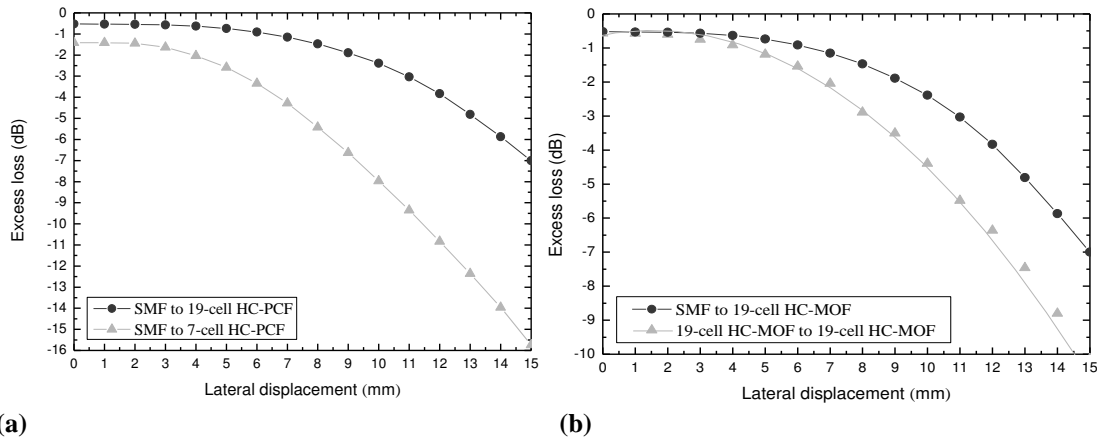 0
-1
-2
-3
-4
-5
-6
-7
-8
-9
-10
-11
-12
-13
-14
-15
-16
Excess loss (dB)
SMF to 19-cell HC-PCF
SMF to 7-cell HC-PCF
0 1 2 3 4 5 6 7 8 9 10 11 12 13 14 15
Lateral displacement (mm)
(a)
0
-1
-2
-3
-4
-5
-6
-7
-8
-9
-10
Excess loss (dB)
SMF to 19-cell HC-MOF
19-cell HC-MOF to 19-cell HC-MOF
0 1 2 3 4 5 6 7 8 9 10 11 12 13 14 15
Lateral displacement (mm)
(b)